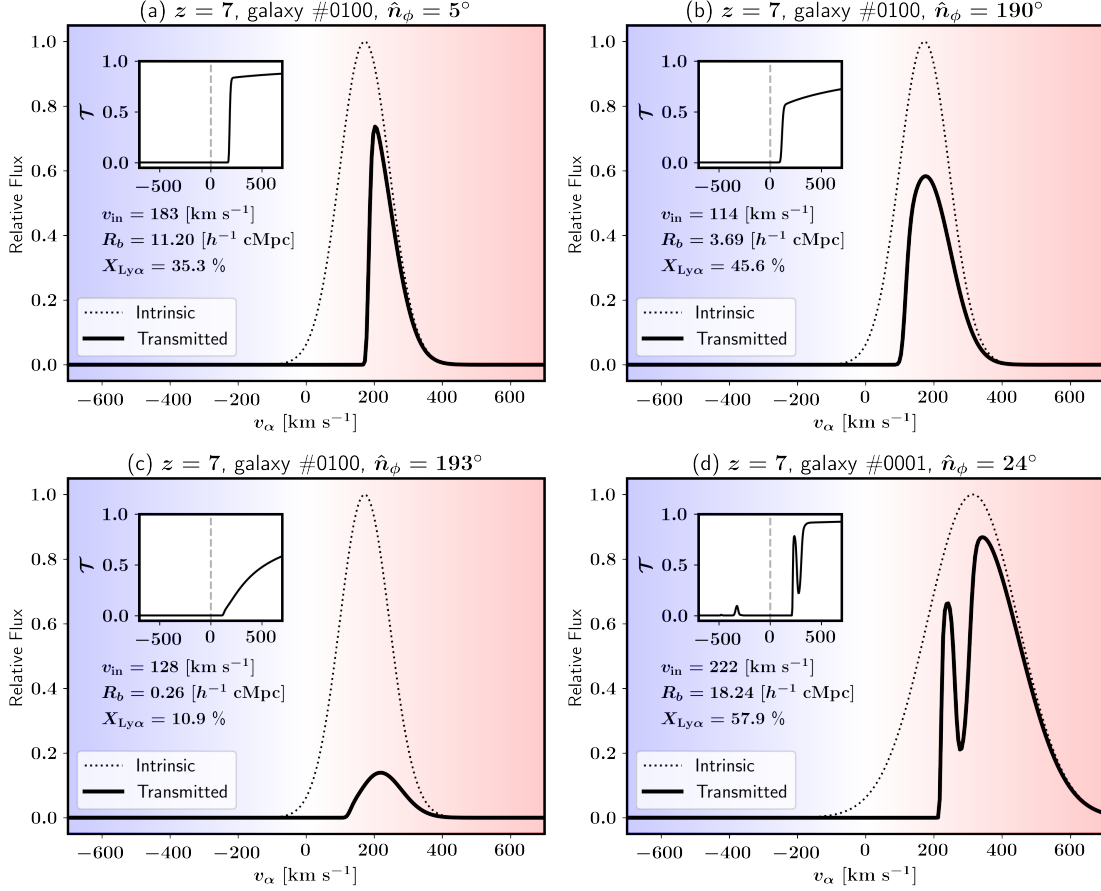 (a) z = 7, galaxy #0100, n̂_ϕ = 5°
1.0
0.8
0.6
0.4
0.2
0.0
Relative Flux
1.0
0.5
0.0
𝒯
−500 0 500
v_in = 183 [km s⁻¹]
R_b = 11.20 [h⁻¹ cMpc]
X_Lyα = 35.3 %
Intrinsic
Transmitted
−600 −400 −200 0 200 400 600
v_α [km s⁻¹]
(b) z = 7, galaxy #0100, n̂_ϕ = 190°
1.0
0.8
0.6
0.4
0.2
0.0
Relative Flux
1.0
0.5
0.0
𝒯
−500 0 500
v_in = 114 [km s⁻¹]
R_b = 3.69 [h⁻¹ cMpc]
X_Lyα = 45.6 %
Intrinsic
Transmitted
−600 −400 −200 0 200 400 600
v_α [km s⁻¹]
(c) z = 7, galaxy #0100, n̂_ϕ = 193°
1.0
0.8
0.6
0.4
0.2
0.0
Relative Flux
1.0
0.5
0.0
𝒯
−500 0 500
v_in = 128 [km s⁻¹]
R_b = 0.26 [h⁻¹ cMpc]
X_Lyα = 10.9 %
Intrinsic
Transmitted
−600 −400 −200 0 200 400 600
v_α [km s⁻¹]
(d) z = 7, galaxy #0001, n̂_ϕ = 24°
1.0
0.8
0.6
0.4
0.2
0.0
Relative Flux
1.0
0.5
0.0
𝒯
−500 0 500
v_in = 222 [km s⁻¹]
R_b = 18.24 [h⁻¹ cMpc]
X_Lyα = 57.9 %
Intrinsic
Transmitted
−600 −400 −200 0 200 400 600
v_α [km s⁻¹]